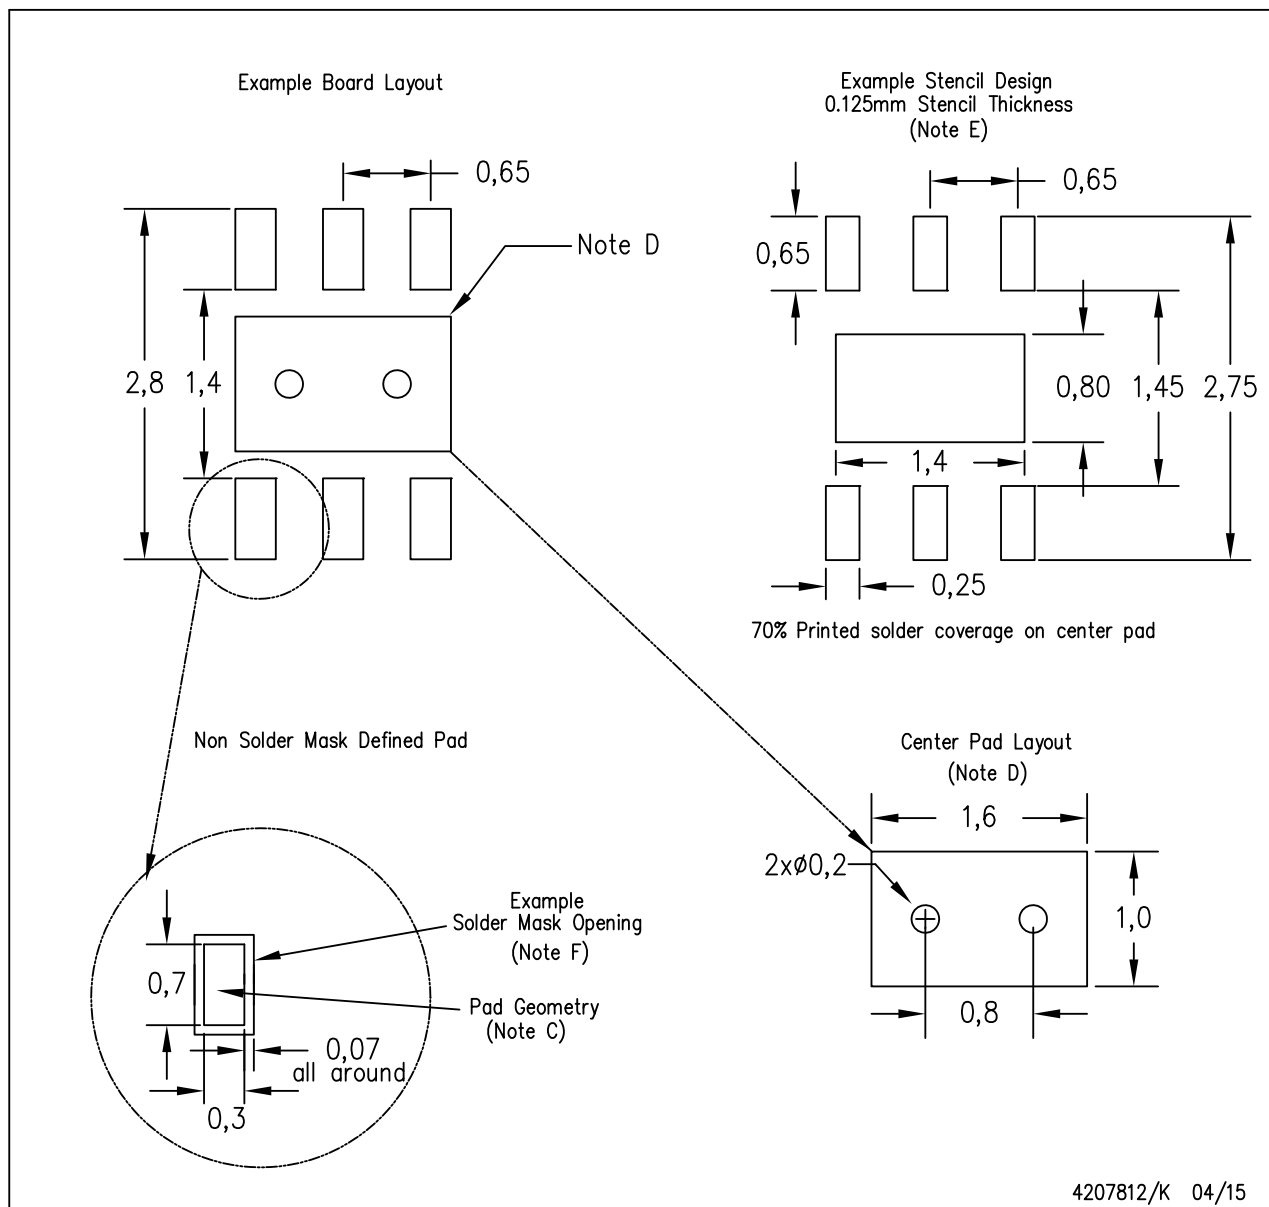 Example Board Layout
0,65
Note D
2,8
1,4
Example Stencil Design
0.125mm Stencil Thickness
(Note E)
0,65
0,65
0,80
1,45
2,75
1,4
0,25
70% Printed solder coverage on center pad
Non Solder Mask Defined Pad
Example
Solder Mask Opening
(Note F)
0,7
Pad Geometry
(Note C)
0,07
all around
0,3
Center Pad Layout
(Note D)
1,6
2xø0,2
1,0
0,8
4207812/K 04/15